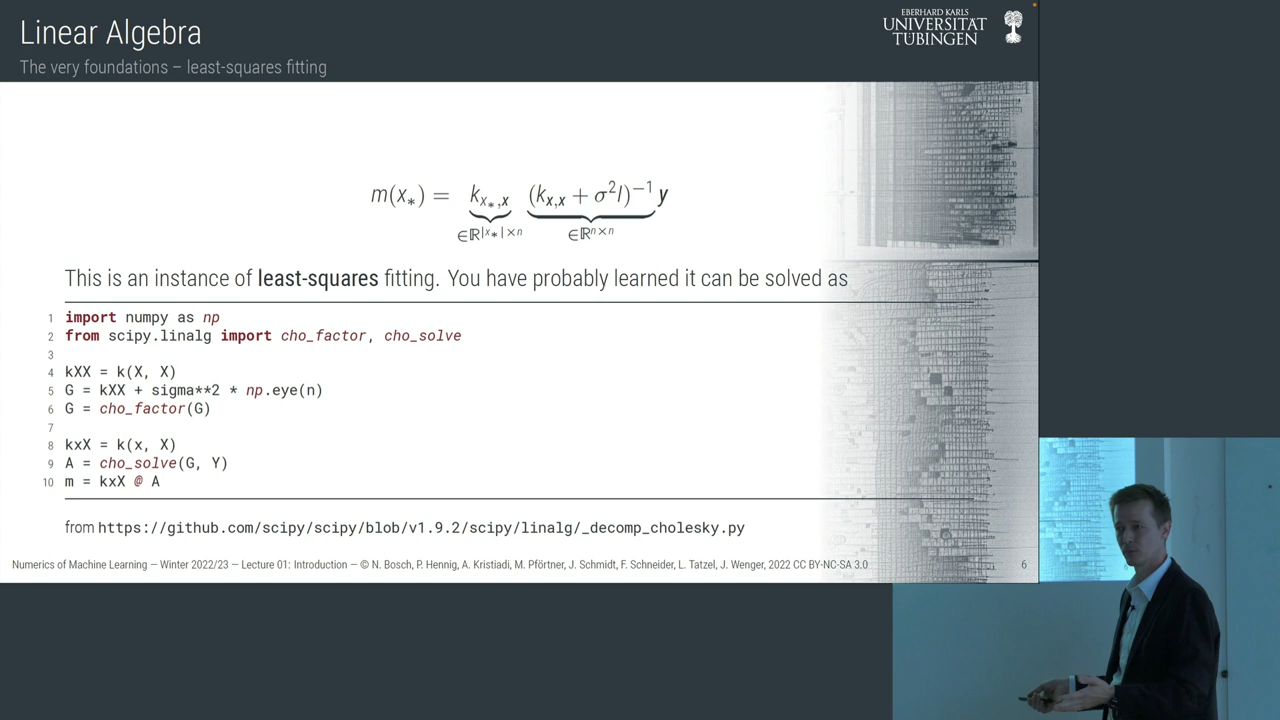 Linear Algebra
The very foundations – least-squares fitting
EBERHARD KARLS
UNIVERSITÄT
TÜBINGEN
m(x∗) = k_{x∗,x} (k_{x,x} + σ²I)⁻¹ y
∈ℝ^{|x∗|×n} ∈ℝ^{n×n}
This is an instance of least-squares fitting. You have probably learned it can be solved as
1 import numpy as np
2 from scipy.linalg import cho_factor, cho_solve
3
4 kXX = k(X, X)
5 G = kXX + sigma**2 * np.eye(n)
6 G = cho_factor(G)
7
8 kxX = k(x, X)
9 A = cho_solve(G, Y)
10 m = kxX @ A
from https://github.com/scipy/scipy/blob/v1.9.2/scipy/linalg/_decomp_cholesky.py
Numerics of Machine Learning — Winter 2022/23 — Lecture 01: Introduction — © N. Bosch, P. Hennig, A. Kristiadi, M. Pförtner, J. Schmidt, F. Schneider, L. Tatzel, J. Wenger, 2022 CC BY-NC-SA 3.0
6